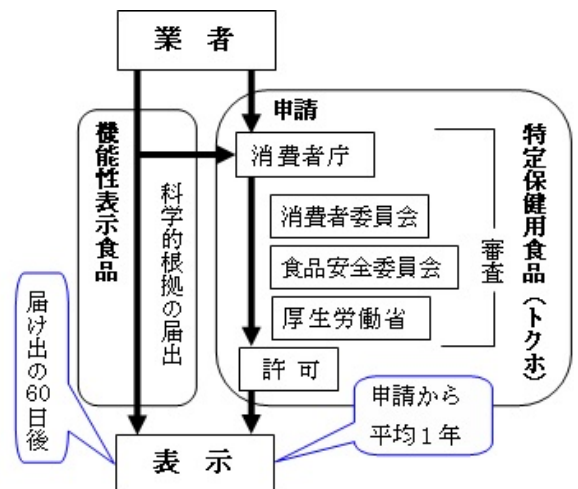 業者
申請
機能性表示食品
科学的根拠の届出
消費者庁
消費者委員会
食品安全委員会
厚生労働省
審査
特定保健用食品(トクホ)
許可
届け出の60日後
申請から
平均1年
表示